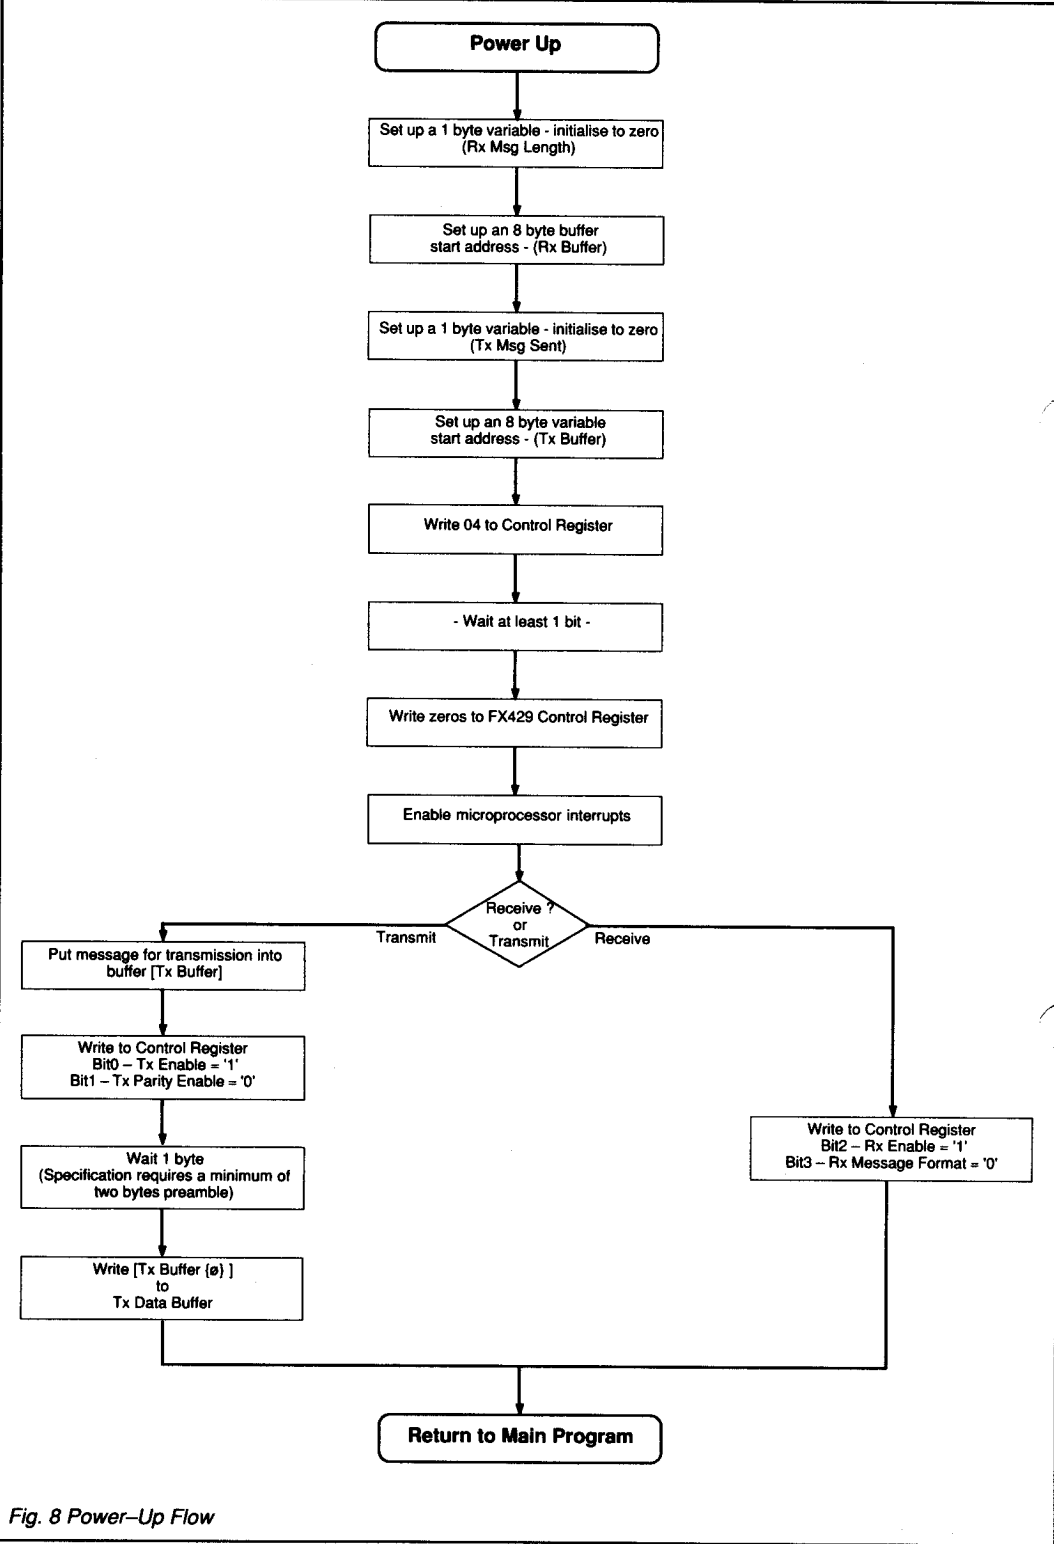 Power Up
Set up a 1 byte variable - initialise to zero
(Rx Msg Length)
Set up an 8 byte buffer
start address - (Rx Buffer)
Set up a 1 byte variable - initialise to zero
(Tx Msg Sent)
Set up an 8 byte variable
start address - (Tx Buffer)
Write 04 to Control Register
- Wait at least 1 bit -
Write zeros to FX429 Control Register
Enable microprocessor interrupts
Receive ?
or
Transmit
Transmit
Receive
Put message for transmission into
buffer [Tx Buffer]
Write to Control Register
Bit0 – Tx Enable = '1'
Bit1 – Tx Parity Enable = '0'
Wait 1 byte
(Specification requires a minimum of
two bytes preamble)
Write [Tx Buffer {ø} ]
to
Tx Data Buffer
Write to Control Register
Bit2 – Rx Enable = '1'
Bit3 – Rx Message Format = '0'
Return to Main Program
Fig. 8 Power–Up Flow